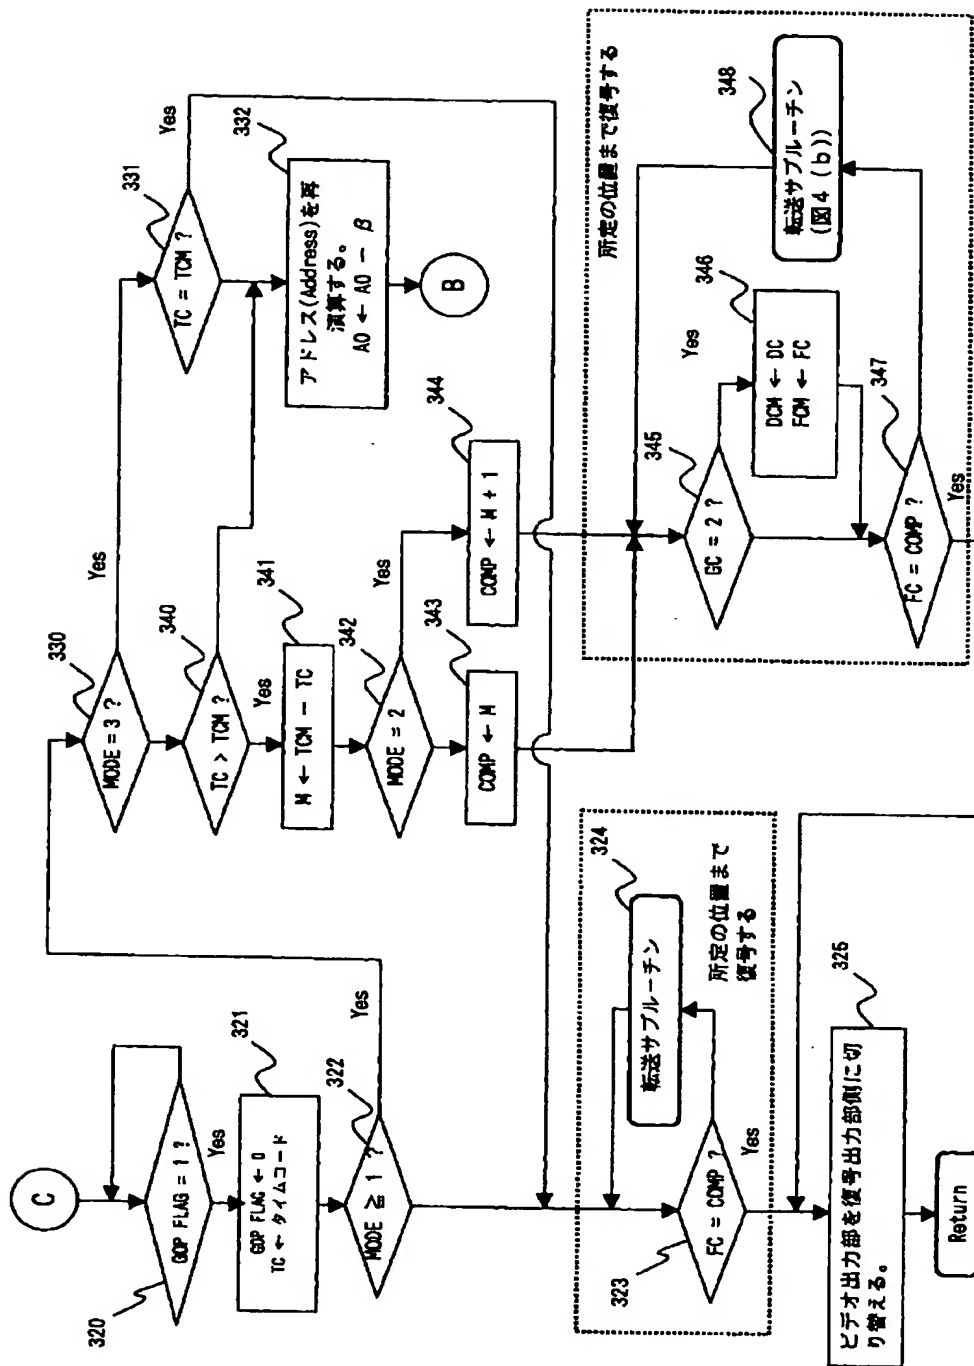 C
320
GOP FLAG = 1 ?
Yes
321
GOP FLAG ← 0
TC ← タイムコード
322
MODE ≧ 1 ?
Yes
323
FC = COMP ?
Yes
324
転送サブルーチン
所定の位置まで
復号する
325
ビデオ出力部を復号出力部側に切
り替える。
Return
330
MODE = 3 ?
Yes
331
TC = TCM ?
Yes
332
アドレス(Address)を再
演算する。
A0 ← A0 − β
B
340
TC > TCM ?
Yes
341
M ← TCM − TC
342
MODE = 2
Yes
343
COMP ← M
344
COMP ← M + 1
所定の位置まで復号する
345
GC = 2 ?
Yes
346
DCM ← DC
FCM ← FC
347
FC = COMP ?
Yes
348
転送サブルーチン
(図4 (b))